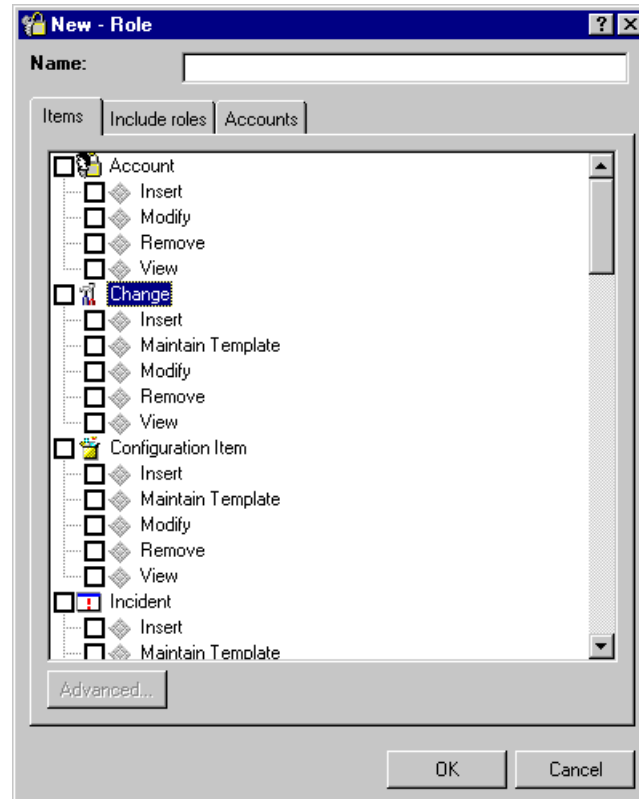 New - Role
Name:
Items Include roles Accounts
Account
Insert
Modify
Remove
View
Change
Insert
Maintain Template
Modify
Remove
View
Configuration Item
Insert
Maintain Template
Modify
Remove
View
Incident
Insert
Maintain Template
Advanced...
OK Cancel